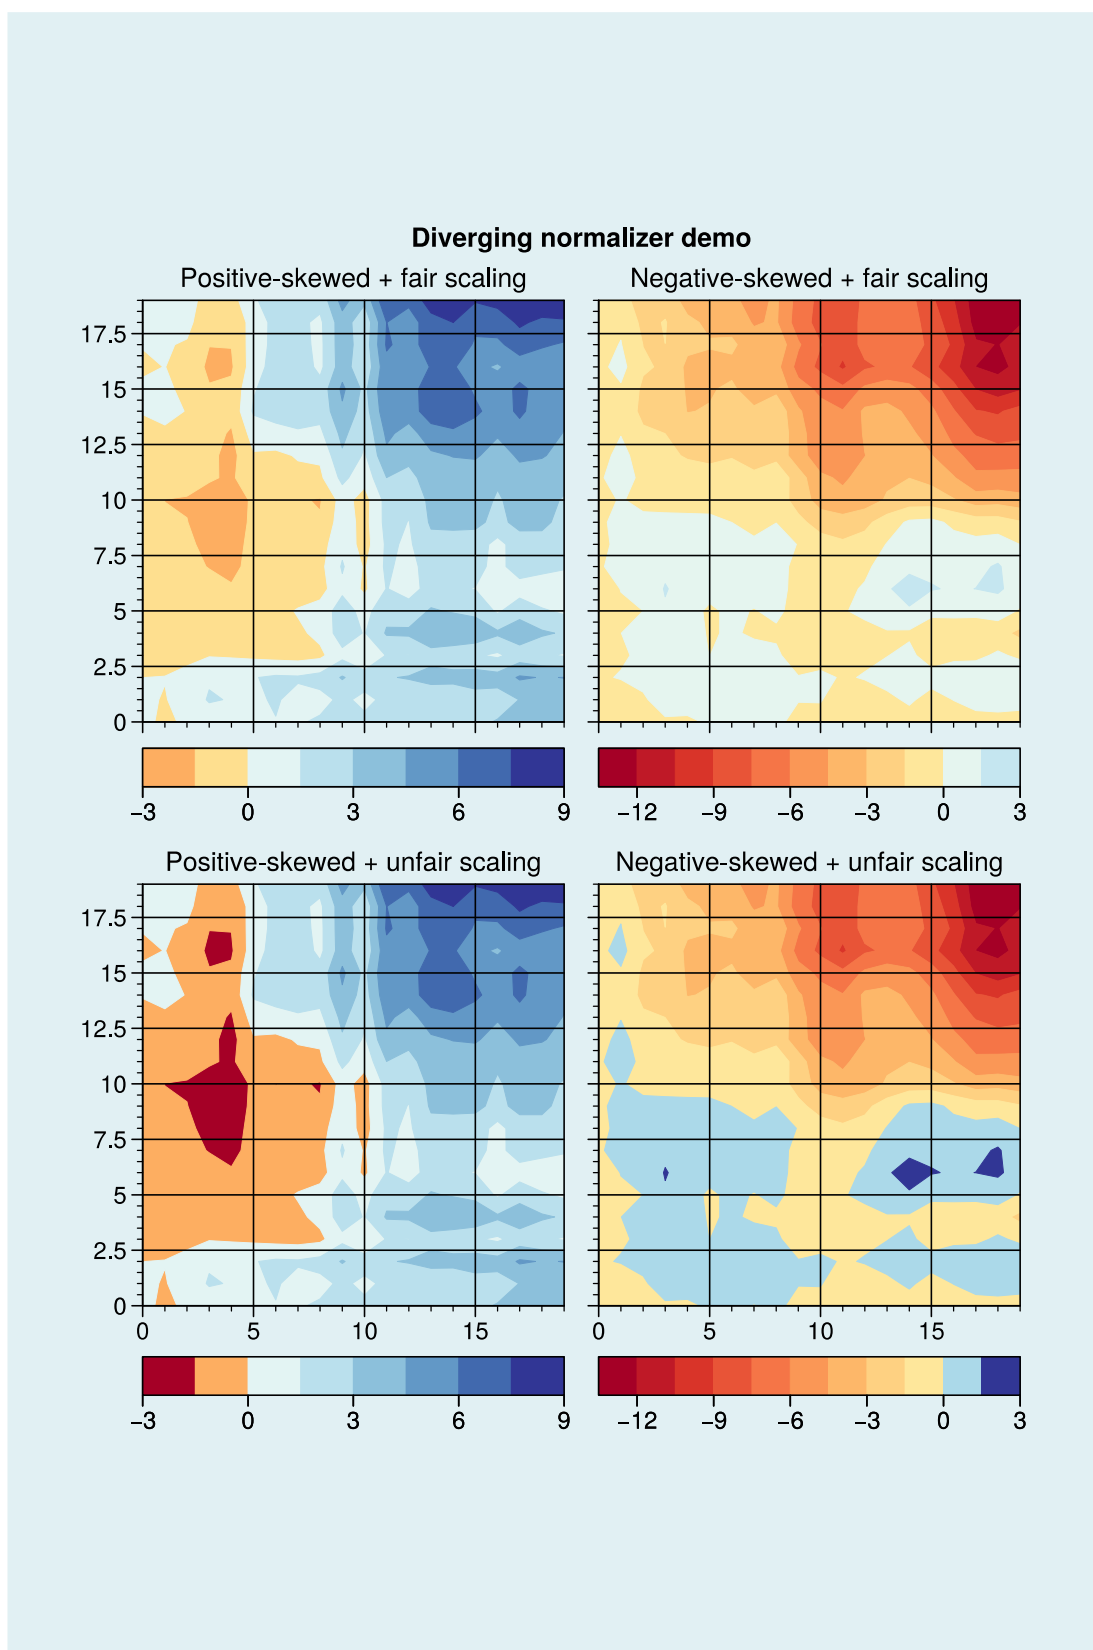 Diverging normalizer demo
Positive-skewed + fair scaling
Negative-skewed + fair scaling
17.5
15
12.5
10
7.5
5
2.5
0
−3 0 3 6 9
−12 −9 −6 −3 0 3
Positive-skewed + unfair scaling
Negative-skewed + unfair scaling
17.5
15
12.5
10
7.5
5
2.5
0
0 5 10 15
0 5 10 15
−3 0 3 6 9
−12 −9 −6 −3 0 3